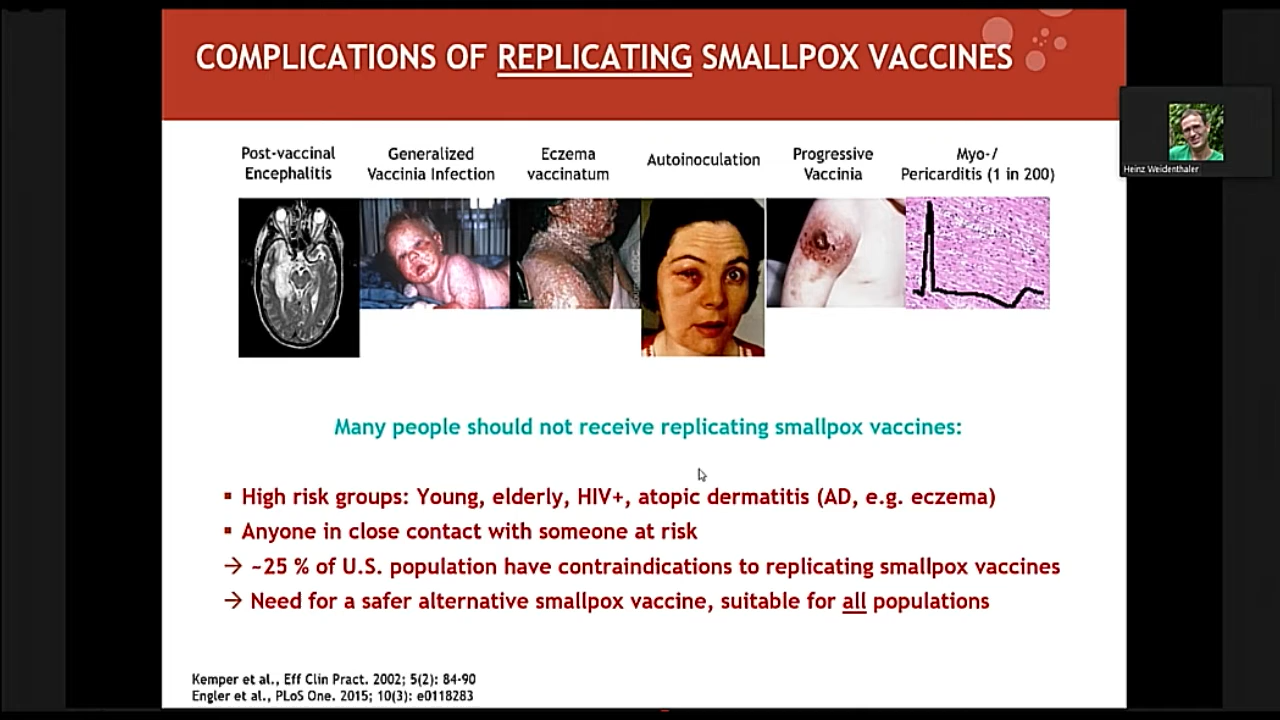 COMPLICATIONS OF REPLICATING SMALLPOX VACCINES
Post-vaccinal
Encephalitis
Generalized
Vaccinia Infection
Eczema
vaccinatum
Autoinoculation
Progressive
Vaccinia
Myo-/
Pericarditis (1 in 200)
Heinz Weidenthaler
Many people should not receive replicating smallpox vaccines:
▪ High risk groups: Young, elderly, HIV+, atopic dermatitis (AD, e.g. eczema)
▪ Anyone in close contact with someone at risk
→ ~25 % of U.S. population have contraindications to replicating smallpox vaccines
→ Need for a safer alternative smallpox vaccine, suitable for all populations
Kemper et al., Eff Clin Pract. 2002; 5(2): 84-90
Engler et al., PLoS One. 2015; 10(3): e0118283